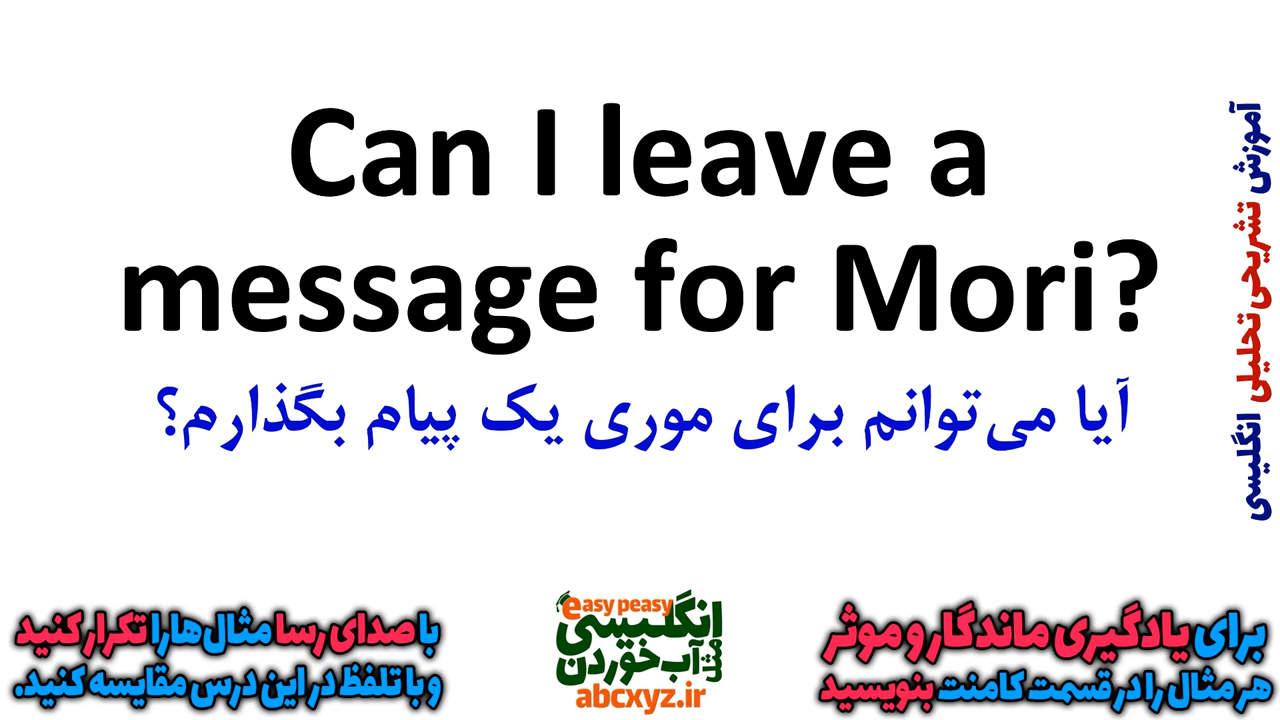 Can I leave a
message for Mori?
آیا می‌توانم برای موری یک پیام بگذارم؟
آموزش تشریحی تحلیلی انگلیسی
برای یادگیری ماندگار و موثر
هر مثال را در قسمت کامنت بنویسید
easy peasy
انگلیسی
مثل آب خوردن
abcxyz.ir
با صدای رسا مثال‌ها را تکرار کنید
و با تلفظ در این درس مقایسه کنید.